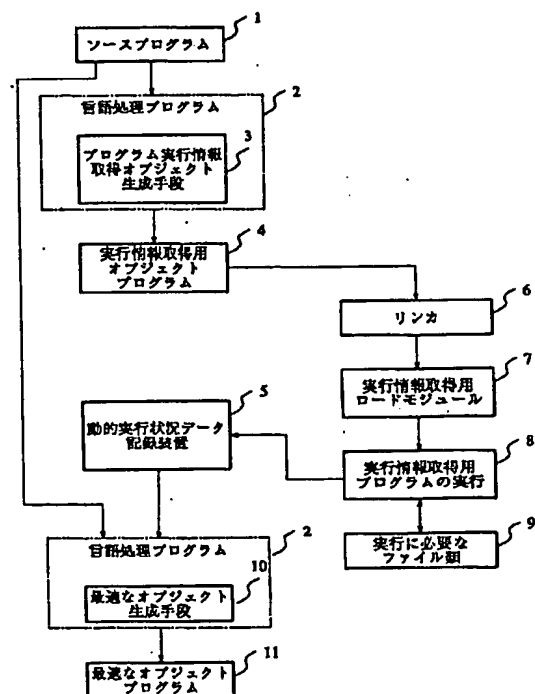 1
ソースプログラム
2
言語処理プログラム
3
プログラム実行情報
取得オブジェクト
生成手段
4
実行情報取得用
オブジェクト
プログラム
6
リンカ
7
実行情報取得用
ロードモジュール
5
動的実行状況データ
記録装置
8
実行情報取得用
プログラムの実行
9
実行に必要な
ファイル類
2
言語処理プログラム
10
最適なオブジェクト
生成手段
11
最適なオブジェクト
プログラム